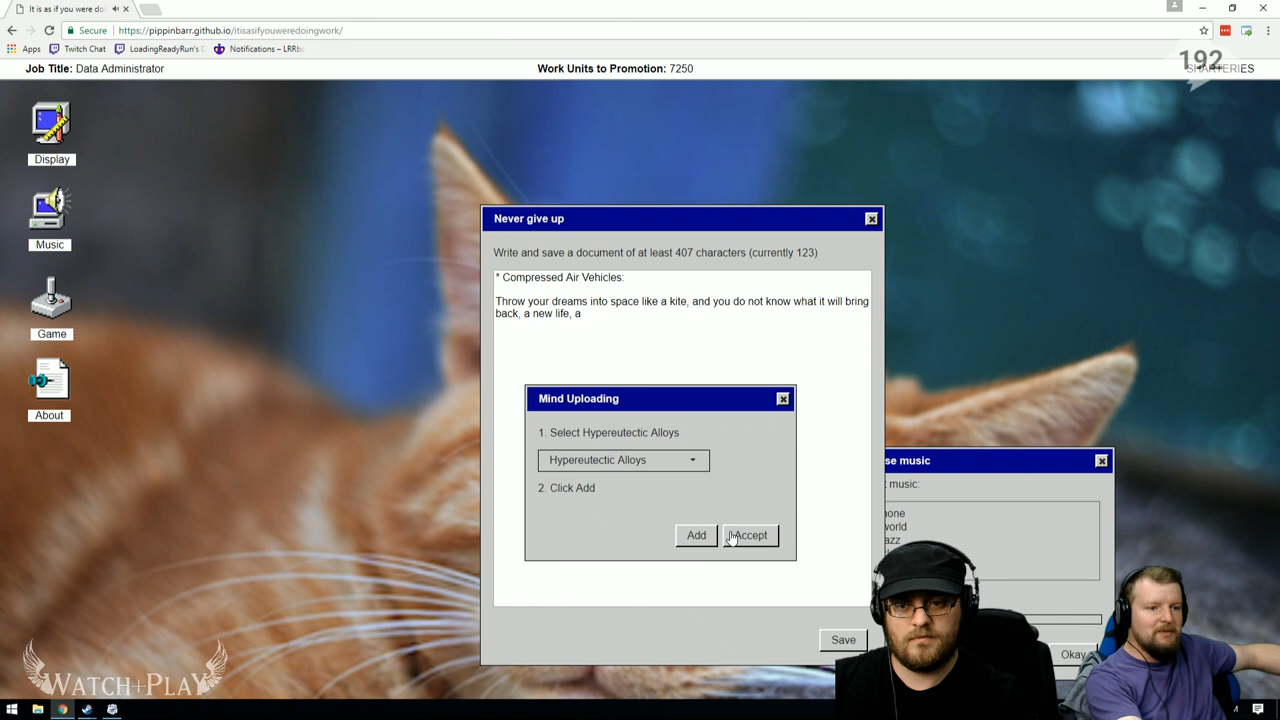 It is as if you were do
Secure
https://pippinbarr.github.io/itisasifyouweredoingwork/
Apps
Twitch Chat
LoadingReadyRun's D
Notifications – LRRbo
Job Title: Data Administrator
Work Units to Promotion: 7250
192
Display
Music
Game
About
Never give up
Write and save a document of at least 407 characters (currently 123)
* Compressed Air Vehicles:
Throw your dreams into space like a kite, and you do not know what it will bring
back, a new life, a
Mind Uploading
1. Select Hypereutectic Alloys
Hypereutectic Alloys
2. Click Add
Add
Accept
Save
se music
music:
one
world
azz
Okay
WATCH+PLAY